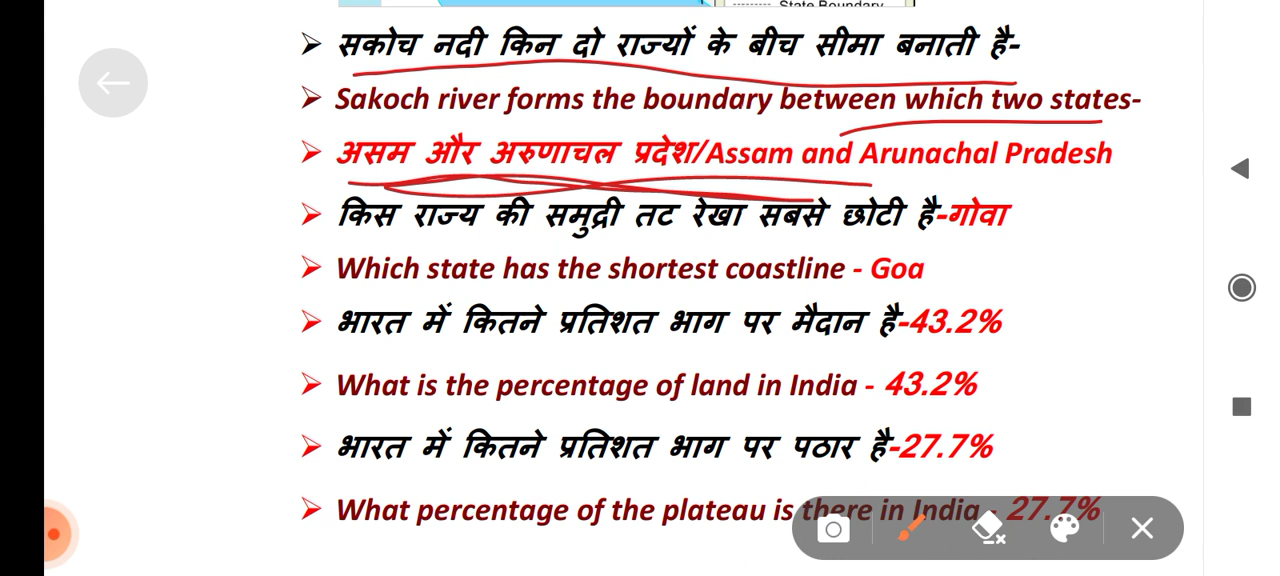 State Boundary
सकोच नदी किन दो राज्यों के बीच सीमा बनाती है-
Sakoch river forms the boundary between which two states-
असम और अरुणाचल प्रदेश/Assam and Arunachal Pradesh
किस राज्य की समुद्री तट रेखा सबसे छोटी है-गोवा
Which state has the shortest coastline - Goa
भारत में कितने प्रतिशत भाग पर मैदान है-43.2%
What is the percentage of land in India - 43.2%
भारत में कितने प्रतिशत भाग पर पठार है-27.7%
What percentage of the plateau is there in India - 27.7%